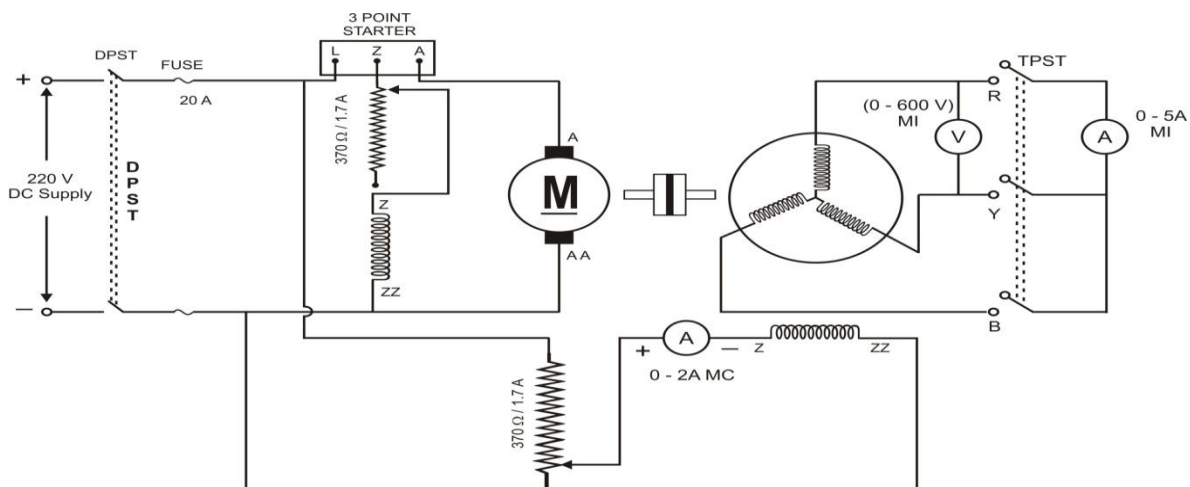 3 POINT
STARTER
L Z A
DPST
FUSE
20 A
+
220 V
DC Supply
–
D
P
S
T
370 Ω / 1.7 A
Z
ZZ
A
M
A A
(0 - 600 V)
MI
V
R
Y
B
TPST
A
0 - 5A
MI
370 Ω / 1.7 A
+ A – Z ZZ
0 - 2A MC